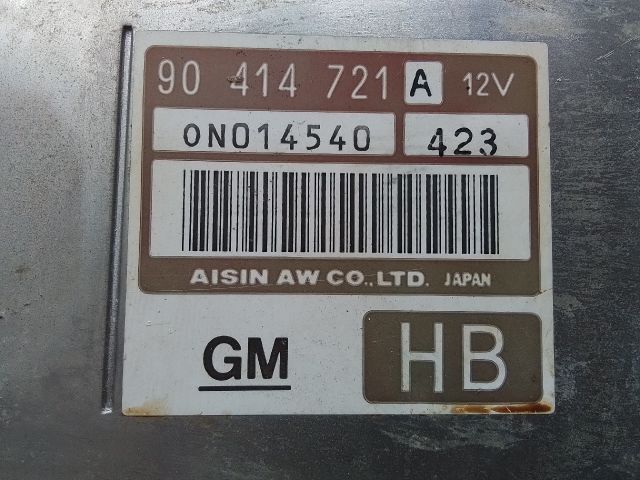 90 414 721 A 12V
0N014540 423
AISIN AW CO.,LTD. JAPAN
GM HB